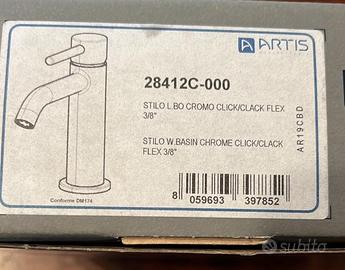 ARTIS
28412C-000
STILO L.BO CROMO CLICK/CLACK FLEX
3/8"
STILO W.BASIN CHROME CLICK/CLACK
FLEX 3/8"
AR19CBD
8 059693 397852
Conforme DM174
subito